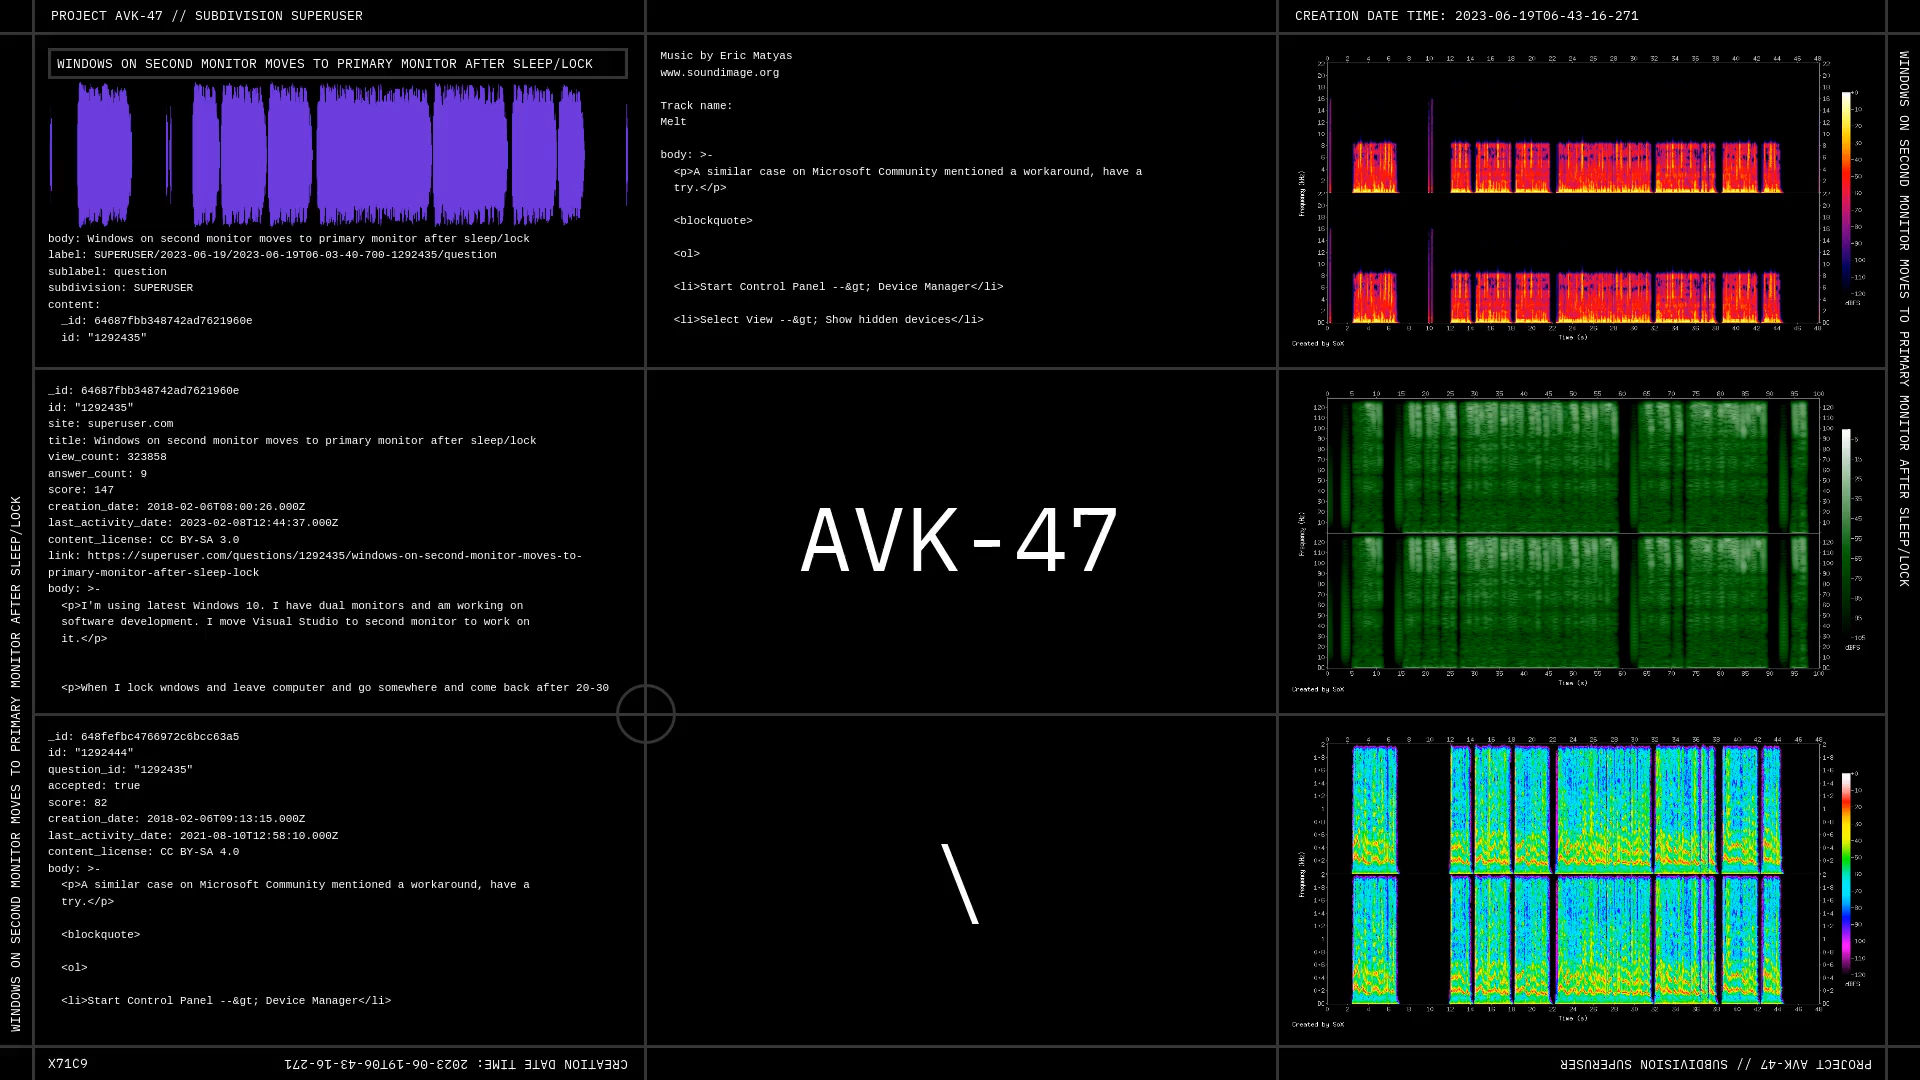 PROJECT AVK-47 // SUBDIVISION SUPERUSER
CREATION DATE TIME: 2023-06-19T06-43-16-271
WINDOWS ON SECOND MONITOR MOVES TO PRIMARY MONITOR AFTER SLEEP/LOCK
body: Windows on second monitor moves to primary monitor after sleep/lock
label: SUPERUSER/2023-06-19/2023-06-19T06-03-40-700-1292435/question
sublabel: question
subdivision: SUPERUSER
content:
_id: 64687fbb348742ad7621960e
id: "1292435"
Music by Eric Matyas
www.soundimage.org
Track name:
Melt
body: >-
<p>A similar case on Microsoft Community mentioned a workaround, have a
try.</p>
<blockquote>
<ol>
<li>Start Control Panel --&gt; Device Manager</li>
<li>Select View --&gt; Show hidden devices</li>
Frequency (kHz)
Time (s)
dBFS
Created by SoX
_id: 64687fbb348742ad7621960e
id: "1292435"
site: superuser.com
title: Windows on second monitor moves to primary monitor after sleep/lock
view_count: 323858
answer_count: 9
score: 147
creation_date: 2018-02-06T08:00:26.000Z
last_activity_date: 2023-02-08T12:44:37.000Z
content_license: CC BY-SA 3.0
link: https://superuser.com/questions/1292435/windows-on-second-monitor-moves-to-
primary-monitor-after-sleep-lock
body: >-
<p>I'm using latest Windows 10. I have dual monitors and am working on
software development. I move Visual Studio to second monitor to work on
it.</p>
<p>When I lock wndows and leave computer and go somewhere and come back after 20-30
AVK-47
Frequency (Hz)
Time (s)
dBFS
Created by SoX
_id: 648fefbc4766972c6bcc63a5
id: "1292444"
question_id: "1292435"
accepted: true
score: 82
creation_date: 2018-02-06T09:13:15.000Z
last_activity_date: 2021-08-10T12:58:10.000Z
content_license: CC BY-SA 4.0
body: >-
<p>A similar case on Microsoft Community mentioned a workaround, have a
try.</p>
<blockquote>
<ol>
<li>Start Control Panel --&gt; Device Manager</li>
\
Frequency (kHz)
Time (s)
dBFS
Created by SoX
WINDOWS ON SECOND MONITOR MOVES TO PRIMARY MONITOR AFTER SLEEP/LOCK
WINDOWS ON SECOND MONITOR MOVES TO PRIMARY MONITOR AFTER SLEEP/LOCK
X71C9
CREATION DATE TIME: 2023-06-19T06-43-16-271
PROJECT AVK-47 // SUBDIVISION SUPERUSER